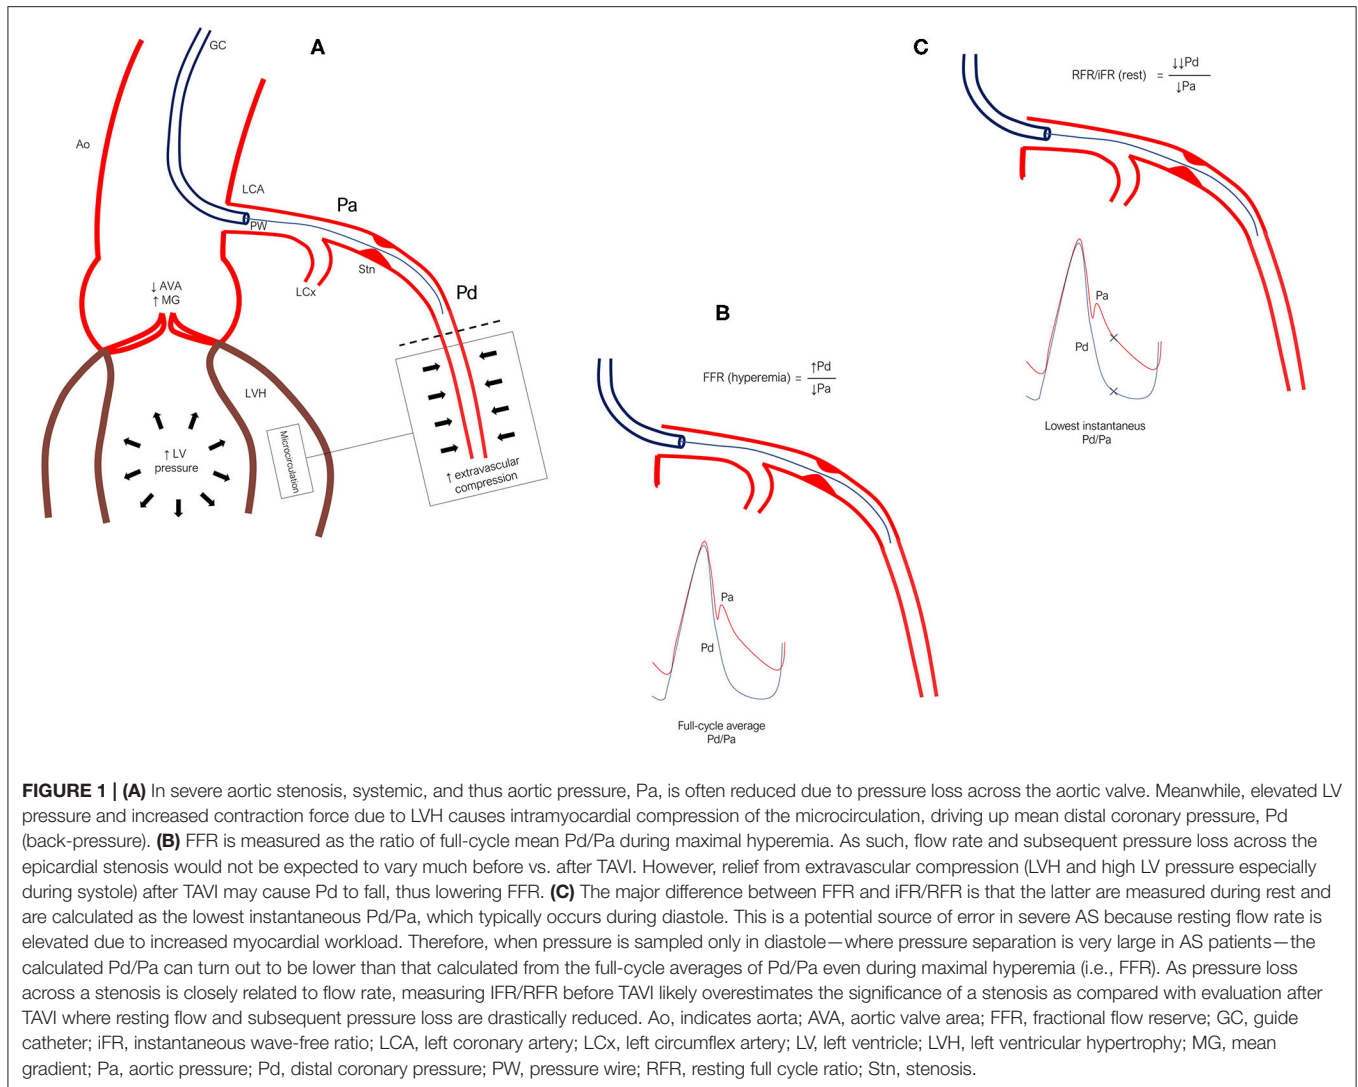 A
GC
Ao
LCA
Pa
PW
Stn
LCx
Pd
↓ AVA
↑ MG
LVH
Microcirculation
↑ LV
pressure
↑ extravascular
compression
B
FFR (hyperemia) = ↑Pd
↓Pa
Pa
Pd
Full-cycle average
Pd/Pa
C
RFR/iFR (rest) = ↓↓Pd
↓Pa
Pa
Pd
Lowest instantaneus
Pd/Pa
FIGURE 1 | (A) In severe aortic stenosis, systemic, and thus aortic pressure, Pa, is often reduced due to pressure loss across the aortic valve. Meanwhile, elevated LV
pressure and increased contraction force due to LVH causes intramyocardial compression of the microcirculation, driving up mean distal coronary pressure, Pd
(back-pressure). (B) FFR is measured as the ratio of full-cycle mean Pd/Pa during maximal hyperemia. As such, flow rate and subsequent pressure loss across the
epicardial stenosis would not be expected to vary much before vs. after TAVI. However, relief from extravascular compression (LVH and high LV pressure especially
during systole) after TAVI may cause Pd to fall, thus lowering FFR. (C) The major difference between FFR and iFR/RFR is that the latter are measured during rest and
are calculated as the lowest instantaneous Pd/Pa, which typically occurs during diastole. This is a potential source of error in severe AS because resting flow rate is
elevated due to increased myocardial workload. Therefore, when pressure is sampled only in diastole—where pressure separation is very large in AS patients—the
calculated Pd/Pa can turn out to be lower than that calculated from the full-cycle averages of Pd/Pa even during maximal hyperemia (i.e., FFR). As pressure loss
across a stenosis is closely related to flow rate, measuring IFR/RFR before TAVI likely overestimates the significance of a stenosis as compared with evaluation after
TAVI where resting flow and subsequent pressure loss are drastically reduced. Ao, indicates aorta; AVA, aortic valve area; FFR, fractional flow reserve; GC, guide
catheter; iFR, instantaneous wave-free ratio; LCA, left coronary artery; LCx, left circumflex artery; LV, left ventricle; LVH, left ventricular hypertrophy; MG, mean
gradient; Pa, aortic pressure; Pd, distal coronary pressure; PW, pressure wire; RFR, resting full cycle ratio; Stn, stenosis.